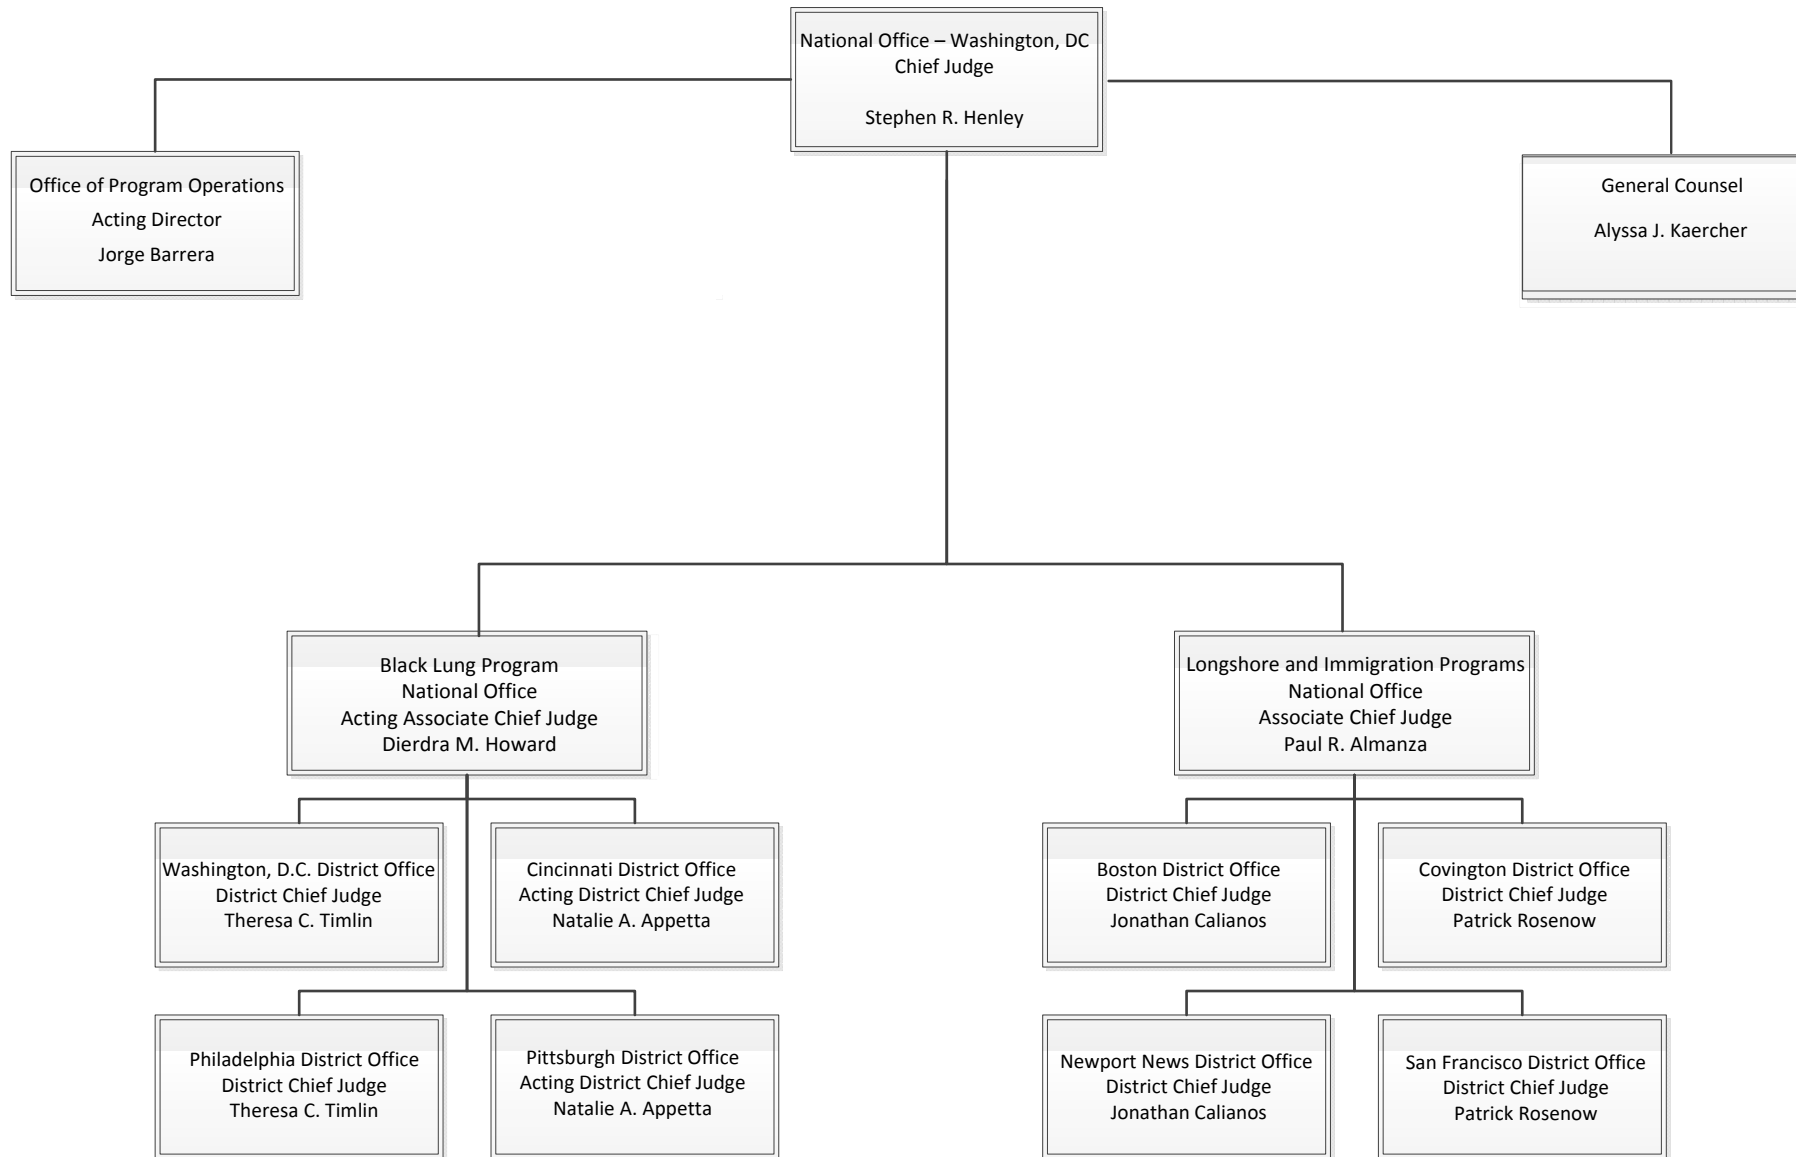 National Office – Washington, DC
Chief Judge
Stephen R. Henley
Office of Program Operations
Acting Director
Jorge Barrera
General Counsel
Alyssa J. Kaercher
Black Lung Program
National Office
Acting Associate Chief Judge
Dierdra M. Howard
Longshore and Immigration Programs
National Office
Associate Chief Judge
Paul R. Almanza
Washington, D.C. District Office
District Chief Judge
Theresa C. Timlin
Cincinnati District Office
Acting District Chief Judge
Natalie A. Appetta
Boston District Office
District Chief Judge
Jonathan Calianos
Covington District Office
District Chief Judge
Patrick Rosenow
Philadelphia District Office
District Chief Judge
Theresa C. Timlin
Pittsburgh District Office
Acting District Chief Judge
Natalie A. Appetta
Newport News District Office
District Chief Judge
Jonathan Calianos
San Francisco District Office
District Chief Judge
Patrick Rosenow